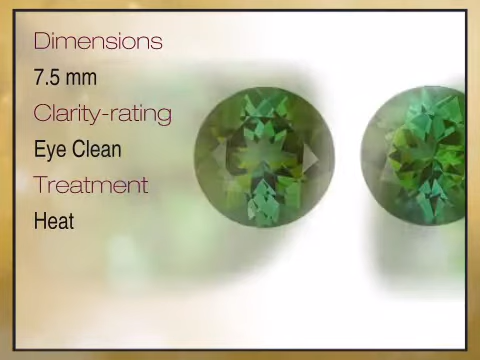 Dimensions
7.5 mm
Clarity-rating
Eye Clean
Treatment
Heat